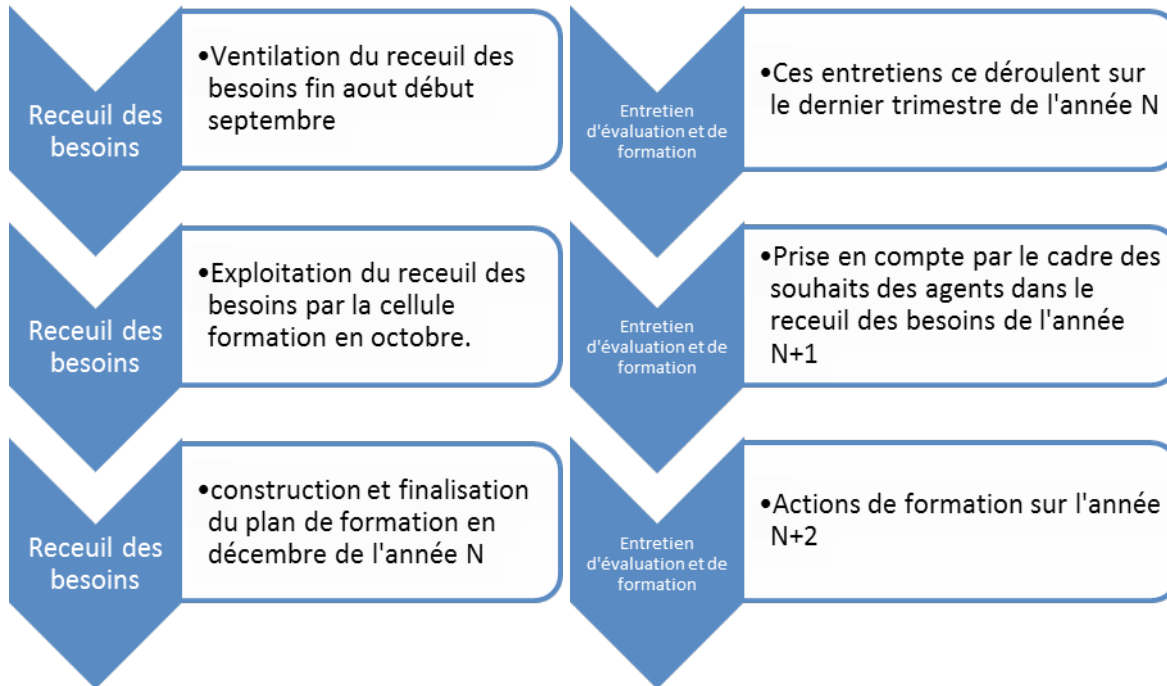 Receuil des
besoins
•Ventilation du receuil des
besoins fin aout début
septembre
Receuil des
besoins
•Exploitation du receuil des
besoins par la cellule
formation en octobre.
Receuil des
besoins
•construction et finalisation
du plan de formation en
décembre de l'année N
Entretien
d'évaluation et de
formation
•Ces entretiens ce déroulent sur
le dernier trimestre de l'année N
Entretien
d'évaluation et de
formation
•Prise en compte par le cadre des
souhaits des agents dans le
receuil des besoins de l'année
N+1
Entretien
d'évaluation et de
formation
•Actions de formation sur l'année
N+2